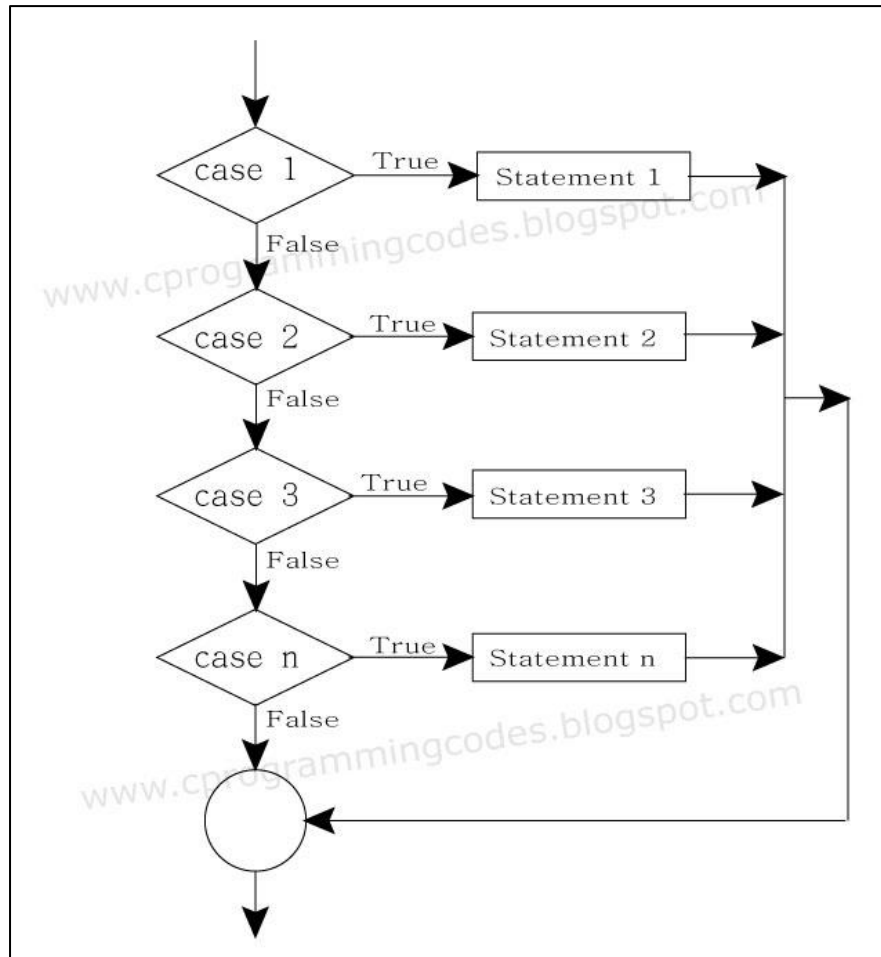 case 1
True
Statement 1
False
www.cprogrammingcodes.blogspot.com
case 2
True
Statement 2
False
case 3
True
Statement 3
False
case n
True
Statement n
False
www.cprogrammingcodes.blogspot.com